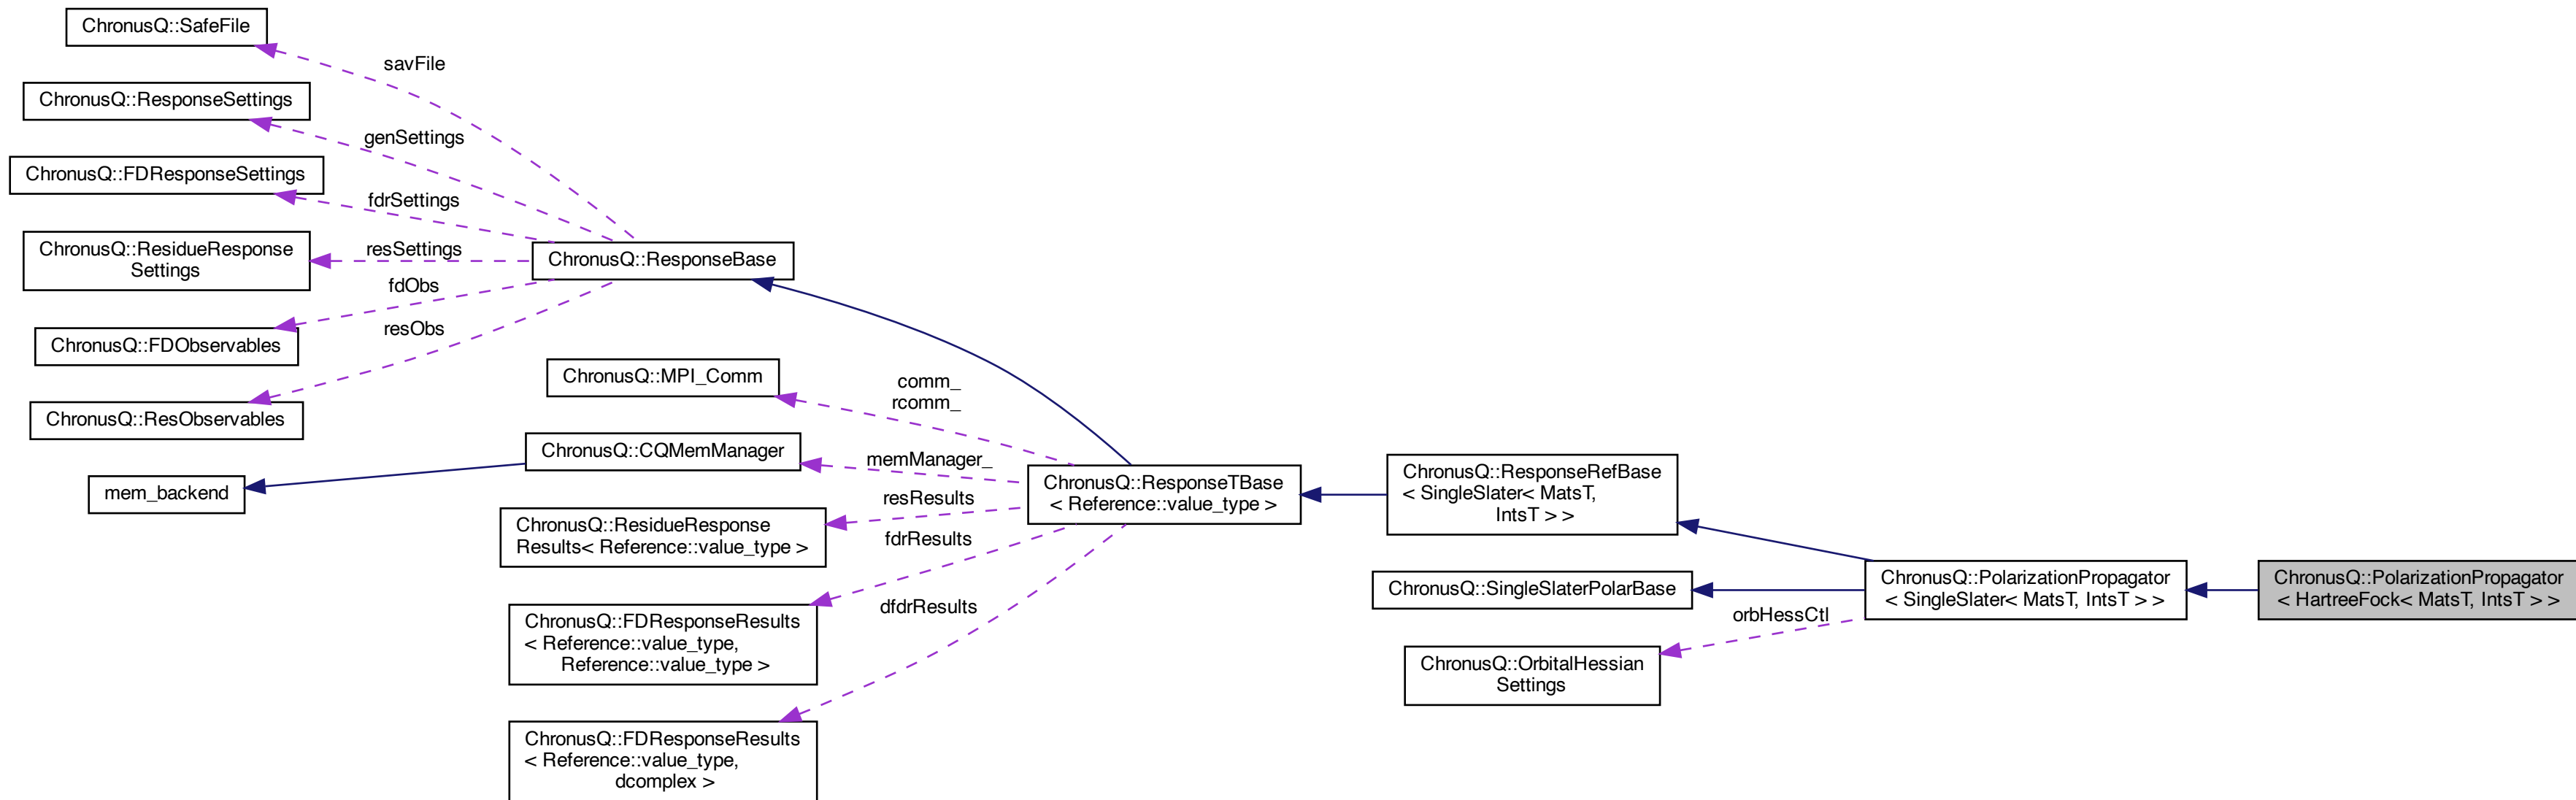 ChronusQ::SafeFile
savFile
ChronusQ::ResponseSettings
genSettings
ChronusQ::FDResponseSettings
fdrSettings
ChronusQ::ResidueResponse
Settings
resSettings
ChronusQ::ResponseBase
fdObs
resObs
ChronusQ::FDObservables
ChronusQ::ResObservables
ChronusQ::MPI_Comm
comm_
rcomm_
ChronusQ::CQMemManager
memManager_
mem_backend
resResults
ChronusQ::ResidueResponse
Results< Reference::value_type >
fdrResults
ChronusQ::FDResponseResults
< Reference::value_type,
Reference::value_type >
dfdrResults
ChronusQ::FDResponseResults
< Reference::value_type,
dcomplex >
ChronusQ::ResponseTBase
< Reference::value_type >
ChronusQ::ResponseRefBase
< SingleSlater< MatsT,
IntsT > >
ChronusQ::SingleSlaterPolarBase
orbHessCtl
ChronusQ::OrbitalHessian
Settings
ChronusQ::PolarizationPropagator
< SingleSlater< MatsT, IntsT > >
ChronusQ::PolarizationPropagator
< HartreeFock< MatsT, IntsT > >